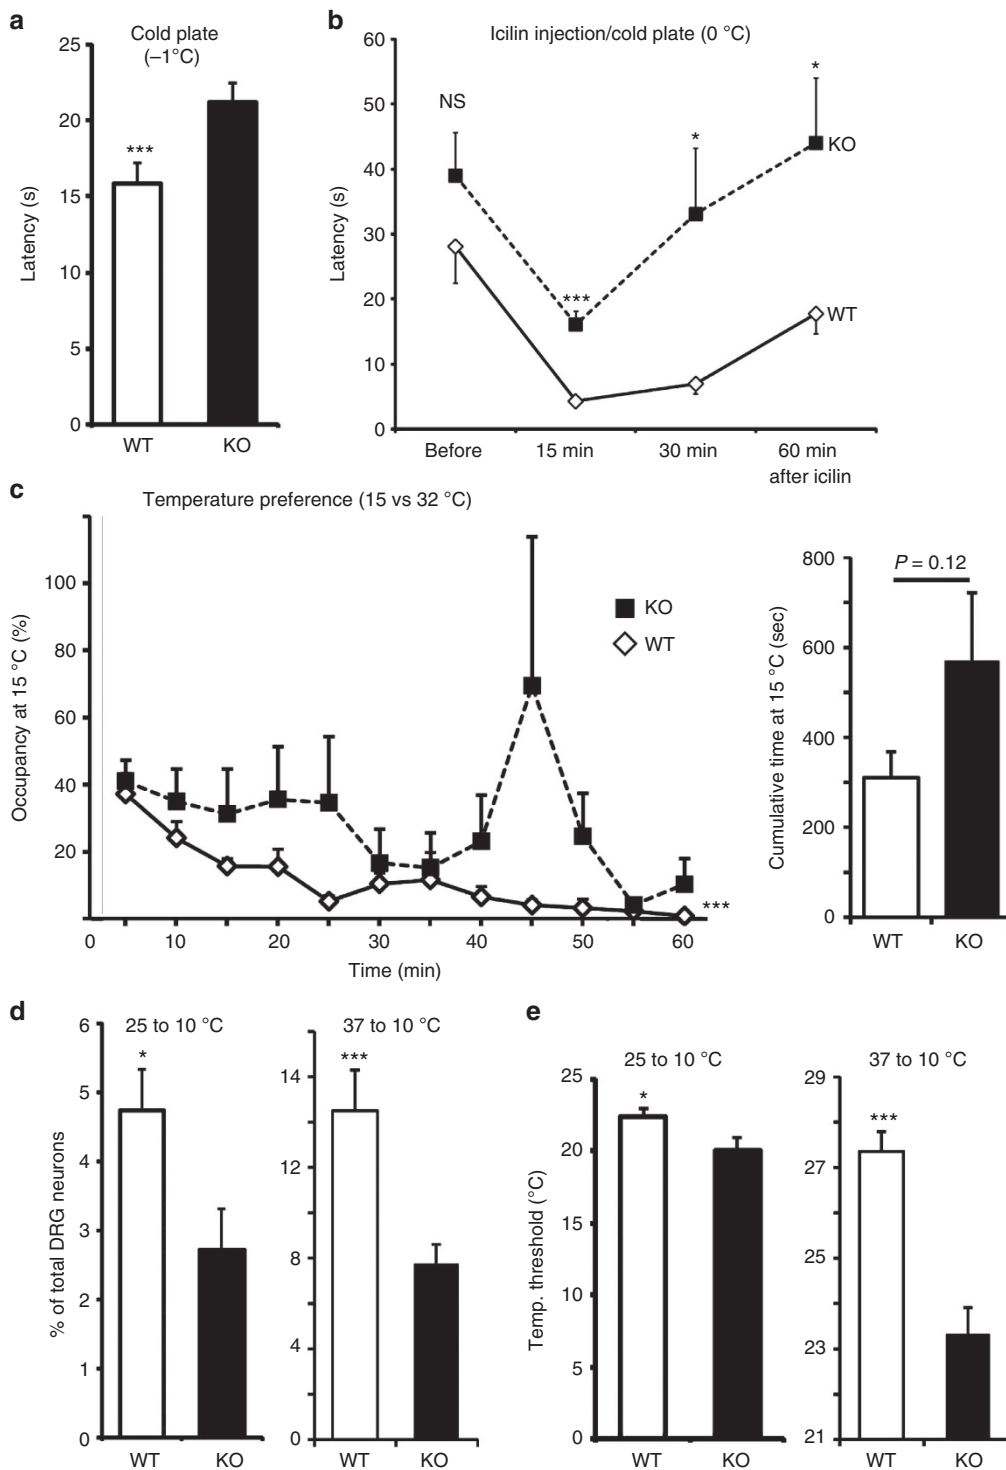 a
Cold plate
(–1°C)
25
20
15
10
5
0
Latency (s)
***
WT
KO
b
Icilin injection/cold plate (0 °C)
60
50
40
30
20
10
0
Latency (s)
NS
***
*
*
KO
WT
Before
15 min
30 min
60 min
after icilin
c
Temperature preference (15 vs 32 °C)
100
80
60
40
20
Occupancy at 15 °C (%)
KO
WT
***
0
10
20
30
40
50
60
Time (min)
800
600
400
200
0
Cumulative time at 15 °C (sec)
P = 0.12
WT
KO
d
25 to 10 °C
6
5
4
3
2
1
0
% of total DRG neurons
*
WT
KO
37 to 10 °C
14
12
8
4
0
***
WT
KO
e
25 to 10 °C
25
20
15
10
5
0
Temp. threshold (°C)
*
WT
KO
37 to 10 °C
29
27
25
23
21
***
WT
KO